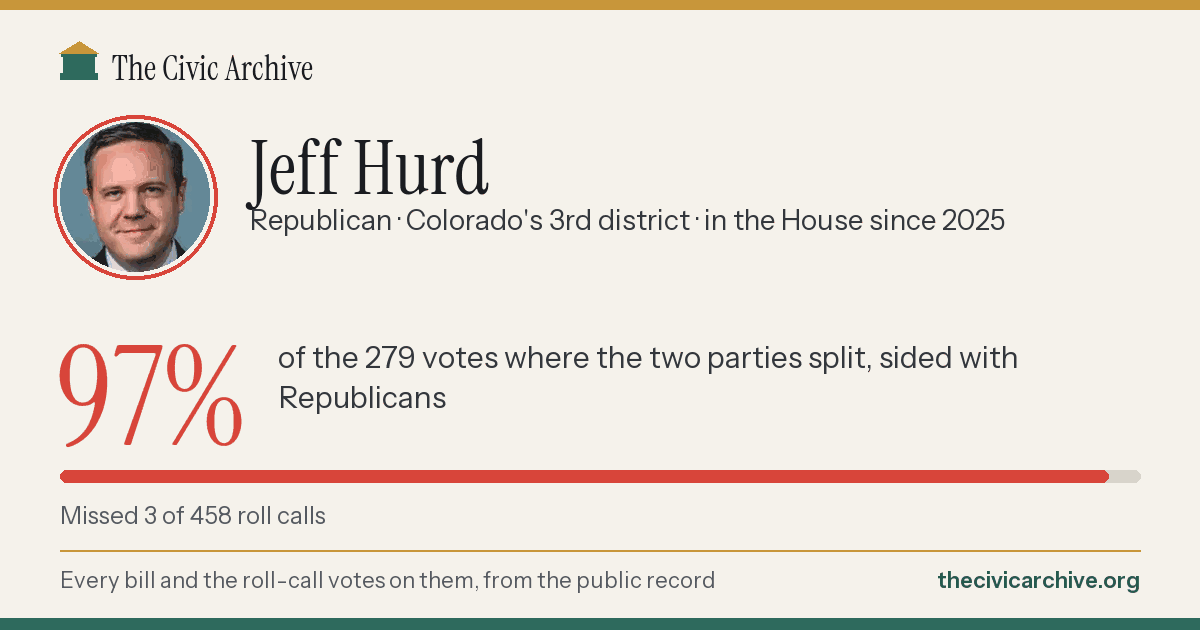 The Civic Archive
Jeff Hurd
Republican · Colorado's 3rd district · in the House since 2025
97%
of the 279 votes where the two parties split, sided with
Republicans
Missed 3 of 458 roll calls
Every bill and the roll-call votes on them, from the public record
thecivicarchive.org